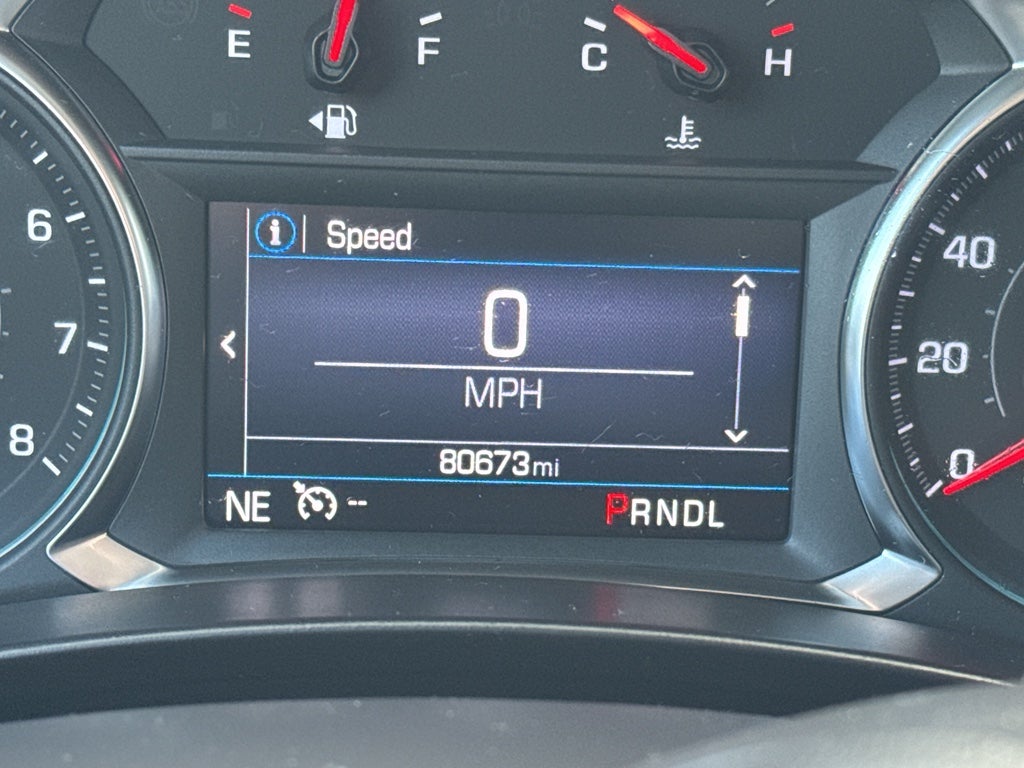 E F
C H
6
7
8
i Speed
0
MPH
80673mi
NE --
PRNDL
40
20
0